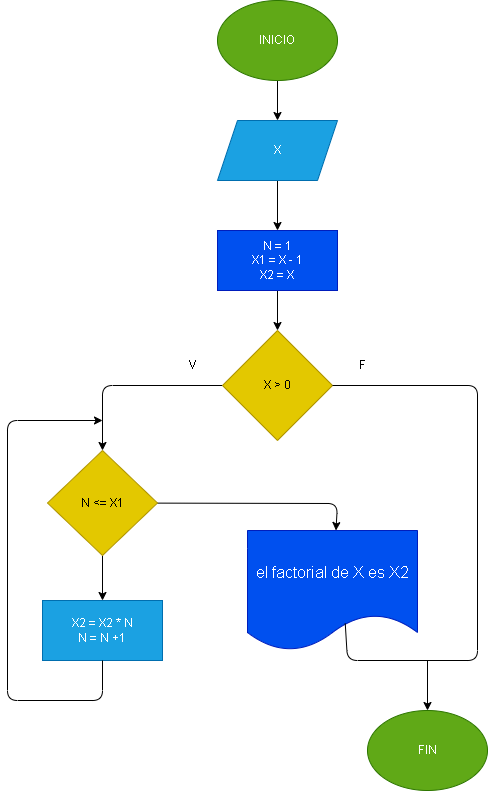 INICIO
X
N = 1
X1 = X - 1
X2 = X
V
F
X > 0
N <= X1
el factorial de X es X2
X2 = X2 * N
N = N +1
FIN